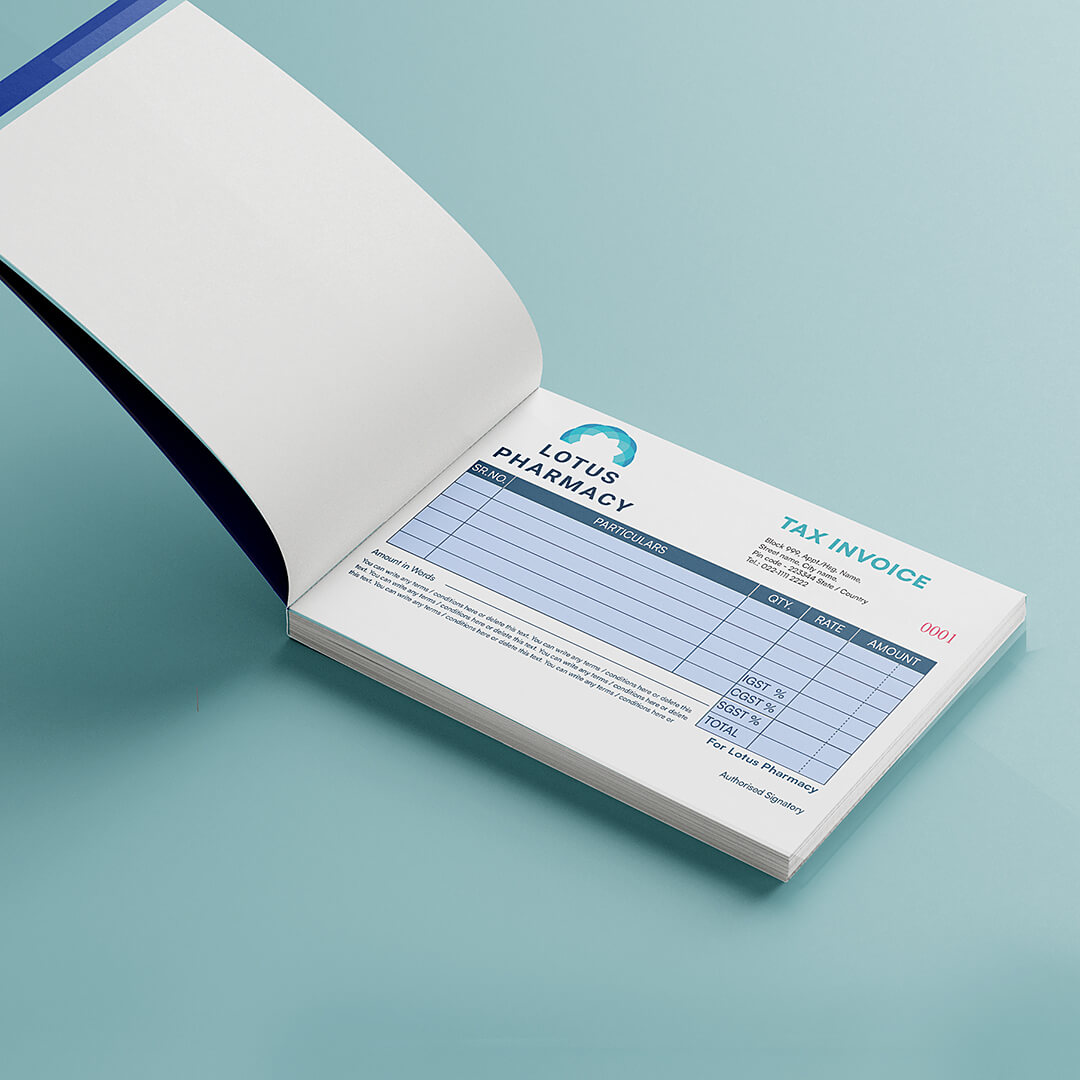 LOTUS
PHARMACY
TAX INVOICE
Block 999, Appt./Hsg. Name,
Street name, City name,
Pin code - 223344 State / Country
Tel.: 022-1111 2222
0001
SR.NO.
PARTICULARS
QTY.
RATE
AMOUNT
IGST %
CGST %
SGST %
TOTAL
Amount in Words
You can write any terms / conditions here or delete this text. You can write any terms / conditions here or delete this
text. You can write any terms / conditions here or delete this text. You can write any terms / conditions here or delete
this text. You can write any terms / conditions here or delete this text. You can write any terms / conditions here or
For Lotus Pharmacy
Authorised Signatory